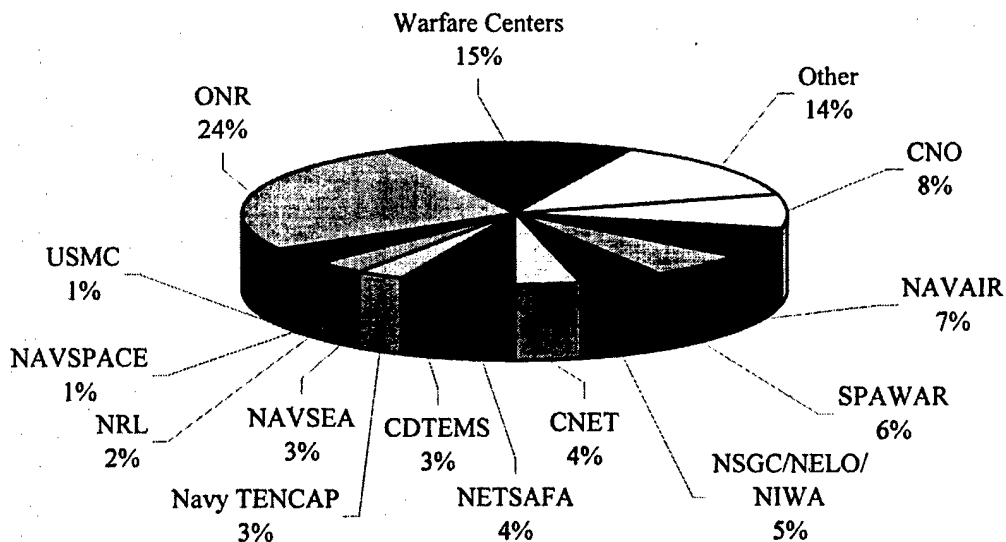 Warfare Centers
15%
Other
14%
CNO
8%
NAVAIR
7%
SPAWAR
6%
NSGC/NELO/
NIWA
5%
CNET
4%
NETSAFA
4%
CDTEMS
3%
Navy TENCAP
3%
NAVSEA
3%
NRL
2%
NAVSPACE
1%
USMC
1%
ONR
24%